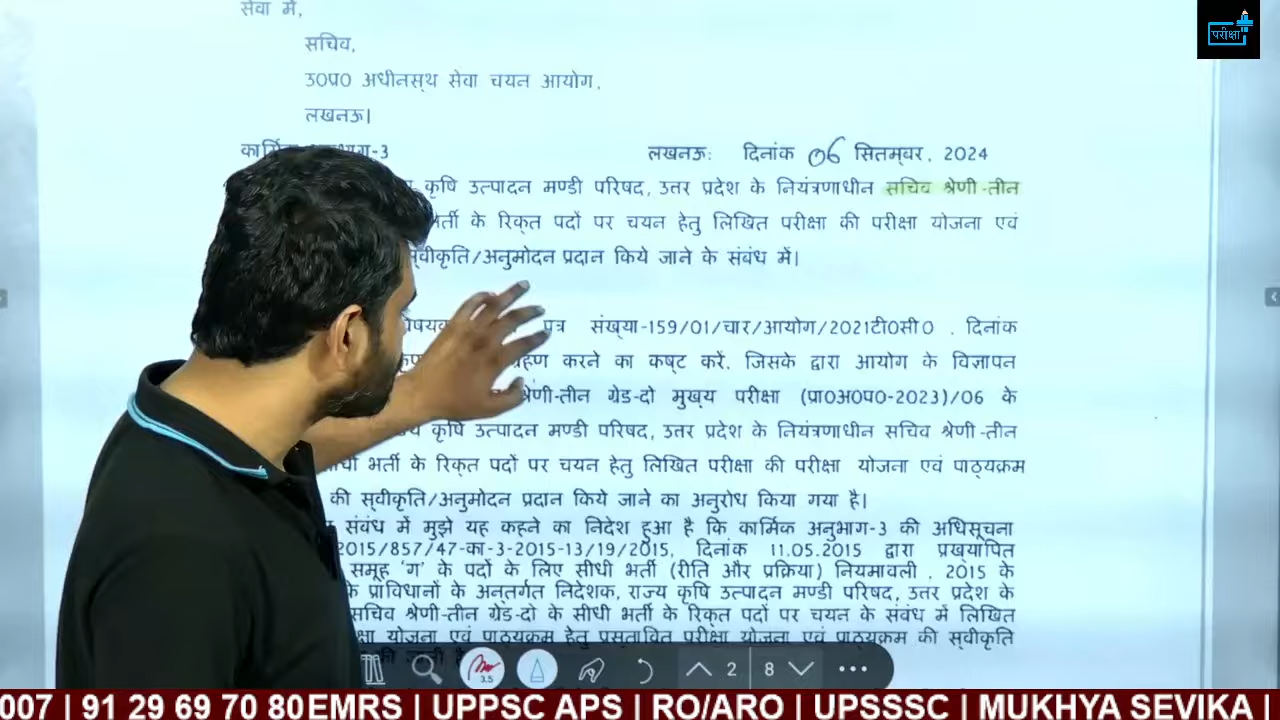 परीक्षा
सेवा में,
सचिव,
उ0प्र0 अधीनस्थ सेवा चयन आयोग,
लखनऊ।
लखनऊः दिनांक 06 सितम्बर, 2024
कृषि उत्पादन मण्डी परिषद, उत्तर प्रदेश के नियंत्रणाधीन सचिव श्रेणी-तीन
के रिक्त पदों पर चयन हेतु लिखित परीक्षा की परीक्षा योजना एवं
स्वीकृति/अनुमोदन प्रदान किये जाने के संबंध में।
पत्र संख्या-159/01/चार/आयोग/2021टी0सी0 , दिनांक
करने का कष्ट करें, जिसके द्वारा आयोग के विज्ञापन
श्रेणी-तीन ग्रेड-दो मुख्य परीक्षा (प्रा0अ0प0-2023)/06 के
कृषि उत्पादन मण्डी परिषद, उत्तर प्रदेश के नियंत्रणाधीन सचिव श्रेणी-तीन
भर्ती के रिक्त पदों पर चयन हेतु लिखित परीक्षा की परीक्षा योजना एवं पाठ्यक्रम
की स्वीकृति/अनुमोदन प्रदान किये जाने का अनुरोध किया गया है।
संबंध में मुझे यह कहने का निदेश हुआ है कि कार्मिक अनुभाग-3 की अधिसूचना
2015/857/47-का-3-2015-13/19/2015, दिनांक 11.05.2015 द्वारा प्रख्यापित
समूह 'ग' के पदों के लिए सीधी भर्ती (रीति और प्रक्रिया) नियमावली , 2015 के
के प्राविधानों के अन्तर्गत निदेशक, राज्य कृषि उत्पादन मण्डी परिषद, उत्तर प्रदेश के
सचिव श्रेणी-तीन ग्रेड-दो के सीधी भर्ती के रिक्त पदों पर चयन के संबंध में लिखित
योजना एवं पाठ्यक्रम हेतु प्रस्तावित परीक्षा योजना एवं पाठ्यक्रम की स्वीकृति
3.5 2 8
007 | 91 29 69 70 80 EMRS | UPPSC APS | RO/ARO | UPSSSC | MUKHYA SEVIKA |